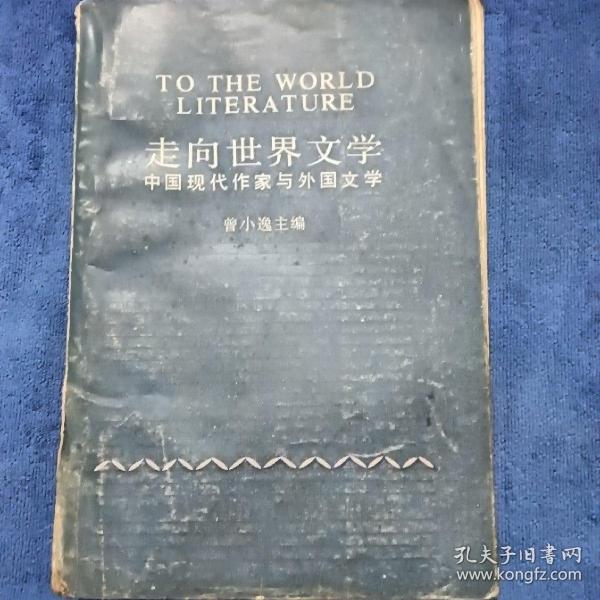 TO THE WORLD
LITERATURE
走向世界文学
中国现代作家与外国文学
曾小逸主编
孔夫子旧书网
www.kongfz.com